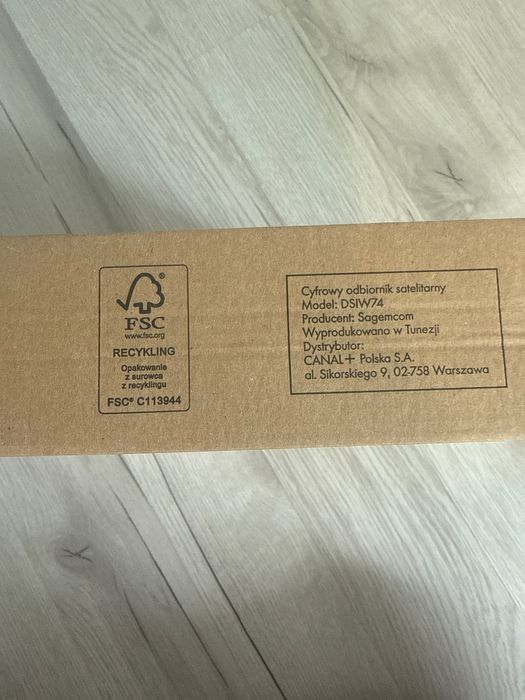 FSC®
www.fsc.org
RECYKLING
Opakowanie
z surowca
z recyklingu
FSC® C113944
Cyfrowy odbiornik satelitarny
Model: DSIW74
Producent: Sagemcom
Wyprodukowano w Tunezji
Dystrybutor:
CANAL+ Polska S.A.
al. Sikorskiego 9, 02-758 Warszawa